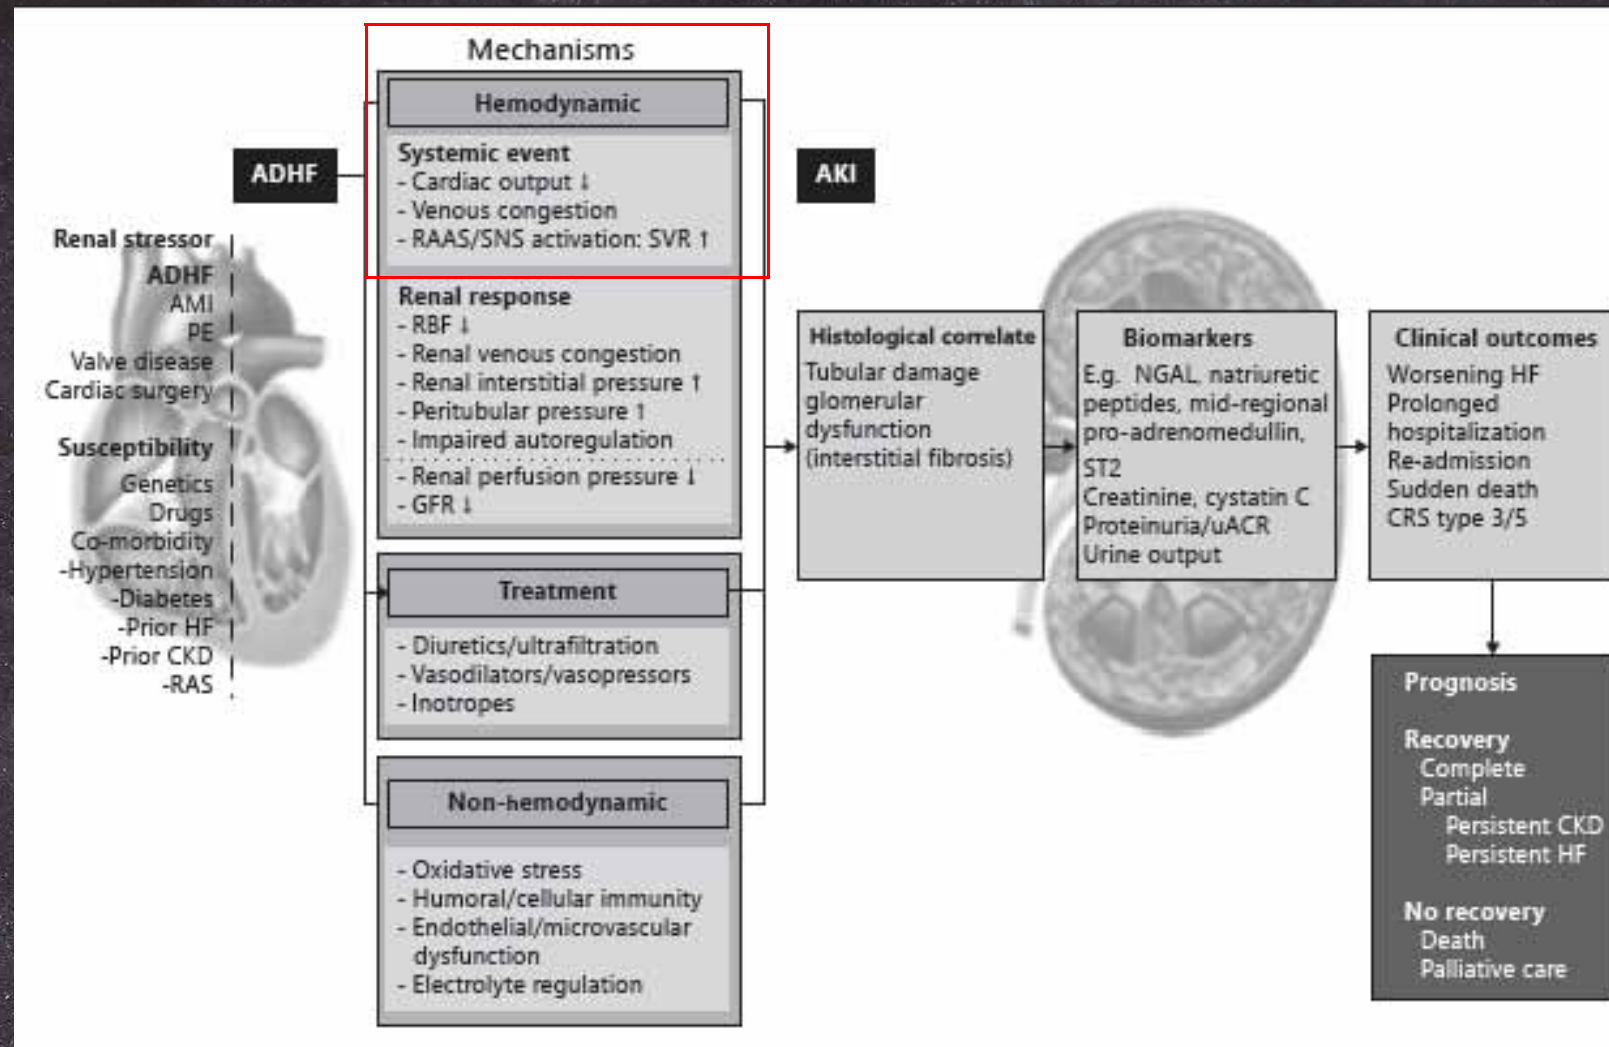 Mechanisms
Hemodynamic
Systemic event
- Cardiac output ↓
- Venous congestion
- RAAS/SNS activation: SVR ↑
Renal response
- RBF ↓
- Renal venous congestion
- Renal interstitial pressure ↑
- Peritubular pressure ↑
- Impaired autoregulation
- Renal perfusion pressure ↓
- GFR ↓
Treatment
- Diuretics/ultrafiltration
- Vasodilators/vasopressors
- Inotropes
Non-hemodynamic
- Oxidative stress
- Humoral/cellular immunity
- Endothelial/microvascular
dysfunction
- Electrolyte regulation
ADHF
Renal stressor
ADHF
AMI
PE
Valve disease
Cardiac surgery
Susceptibility
Genetics
Drugs
Co-morbidity
-Hypertension
-Diabetes
-Prior HF
-Prior CKD
-RAS
AKI
Histological correlate
Tubular damage
glomerular
dysfunction
(interstitial fibrosis)
Biomarkers
E.g. NGAL, natriuretic
peptides, mid-regional
pro-adrenomedullin,
ST2
Creatinine, cystatin C
Proteinuria/uACR
Urine output
Clinical outcomes
Worsening HF
Prolonged
hospitalization
Re-admission
Sudden death
CRS type 3/5
Prognosis
Recovery
Complete
Partial
Persistent CKD
Persistent HF
No recovery
Death
Palliative care